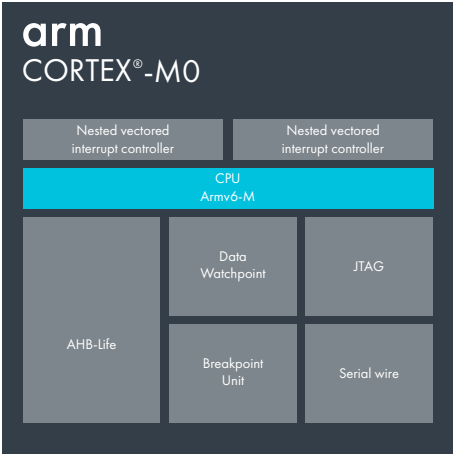 arm
CORTEX®-M0
Nested vectored
interrupt controller
Nested vectored
interrupt controller
CPU
Armv6-M
AHB-Life
Data
Watchpoint
JTAG
Breakpoint
Unit
Serial wire